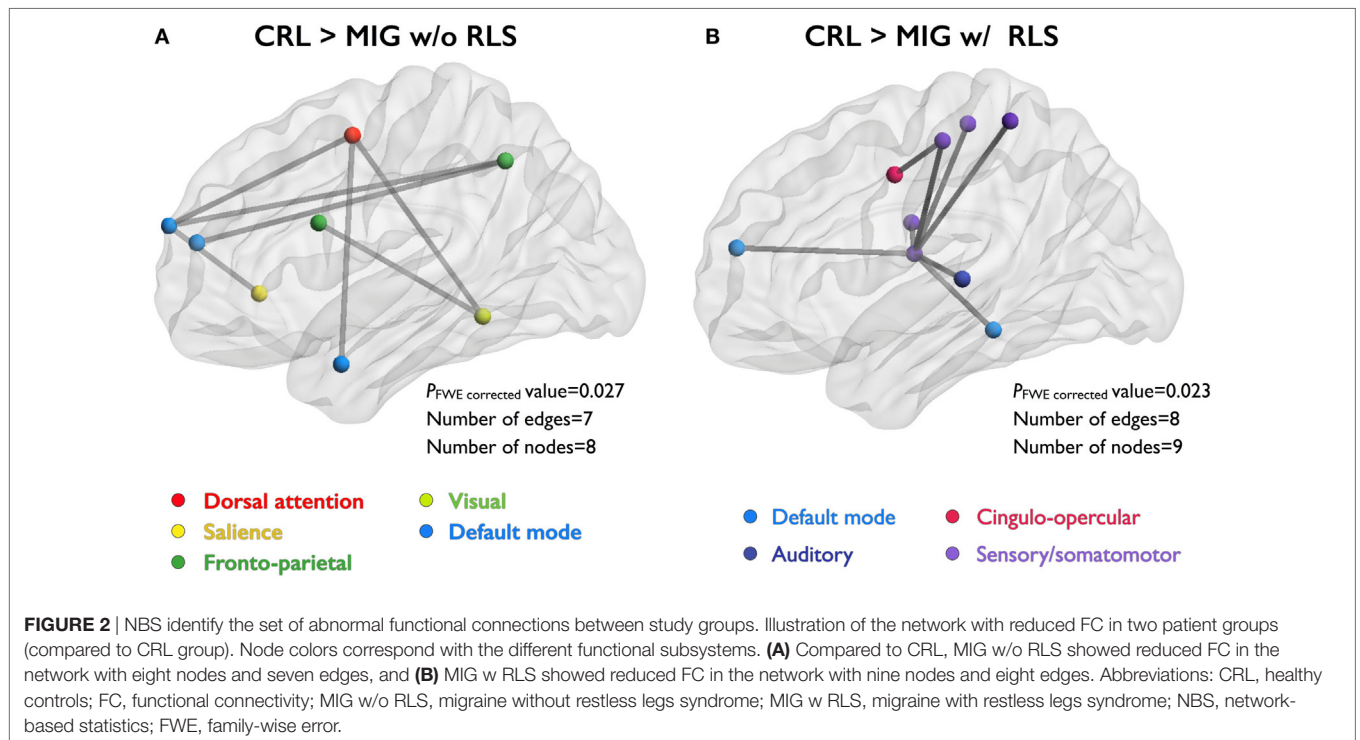 A CRL > MIG w/o RLS
B CRL > MIG w/ RLS
PFWE corrected value=0.027
Number of edges=7
Number of nodes=8
PFWE corrected value=0.023
Number of edges=8
Number of nodes=9
Dorsal attention
Visual
Salience
Default mode
Fronto-parietal
Default mode
Cingulo-opercular
Auditory
Sensory/somatomotor
FIGURE 2 | NBS identify the set of abnormal functional connections between study groups. Illustration of the network with reduced FC in two patient groups
(compared to CRL group). Node colors correspond with the different functional subsystems. (A) Compared to CRL, MIG w/o RLS showed reduced FC in the
network with eight nodes and seven edges, and (B) MIG w RLS showed reduced FC in the network with nine nodes and eight edges. Abbreviations: CRL, healthy
controls; FC, functional connectivity; MIG w/o RLS, migraine without restless legs syndrome; MIG w RLS, migraine with restless legs syndrome; NBS, network-
based statistics; FWE, family-wise error.